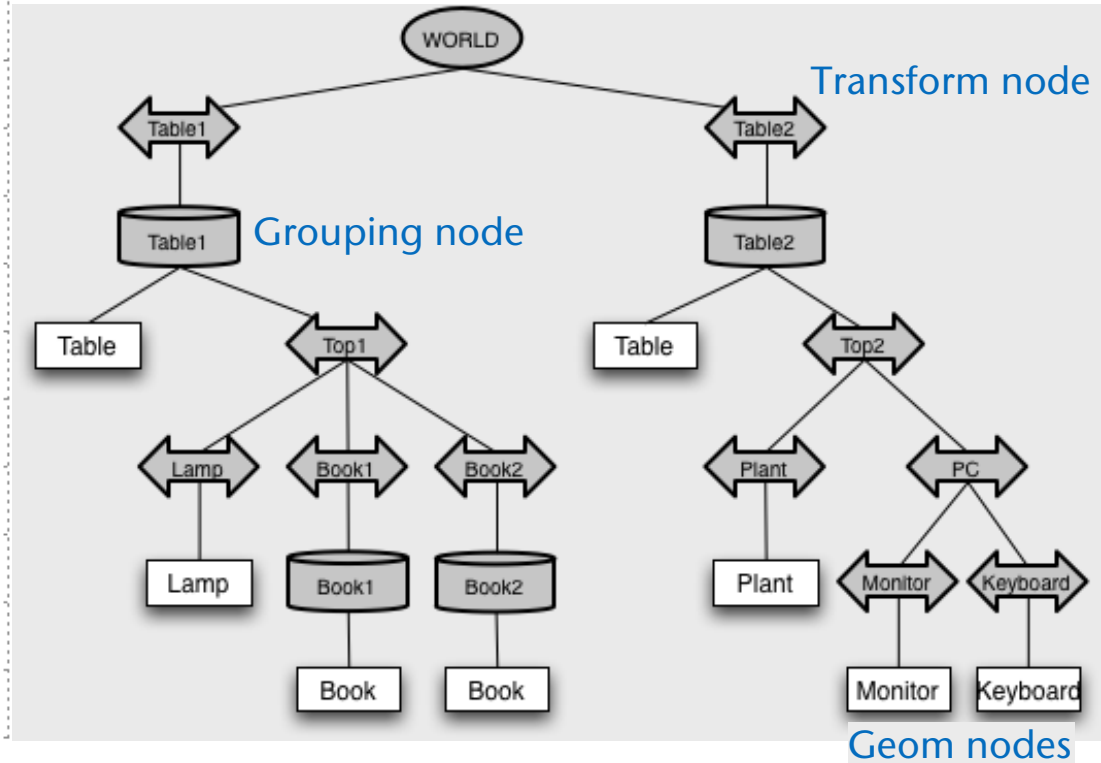 WORLD
Transform node
Table1
Table2
Table1
Grouping node
Table2
Table
Top1
Table
Top2
Lamp
Book1
Book2
Plant
PC
Lamp
Book1
Book2
Plant
Monitor
Keyboard
Book
Book
Monitor
Keyboard
Geom nodes